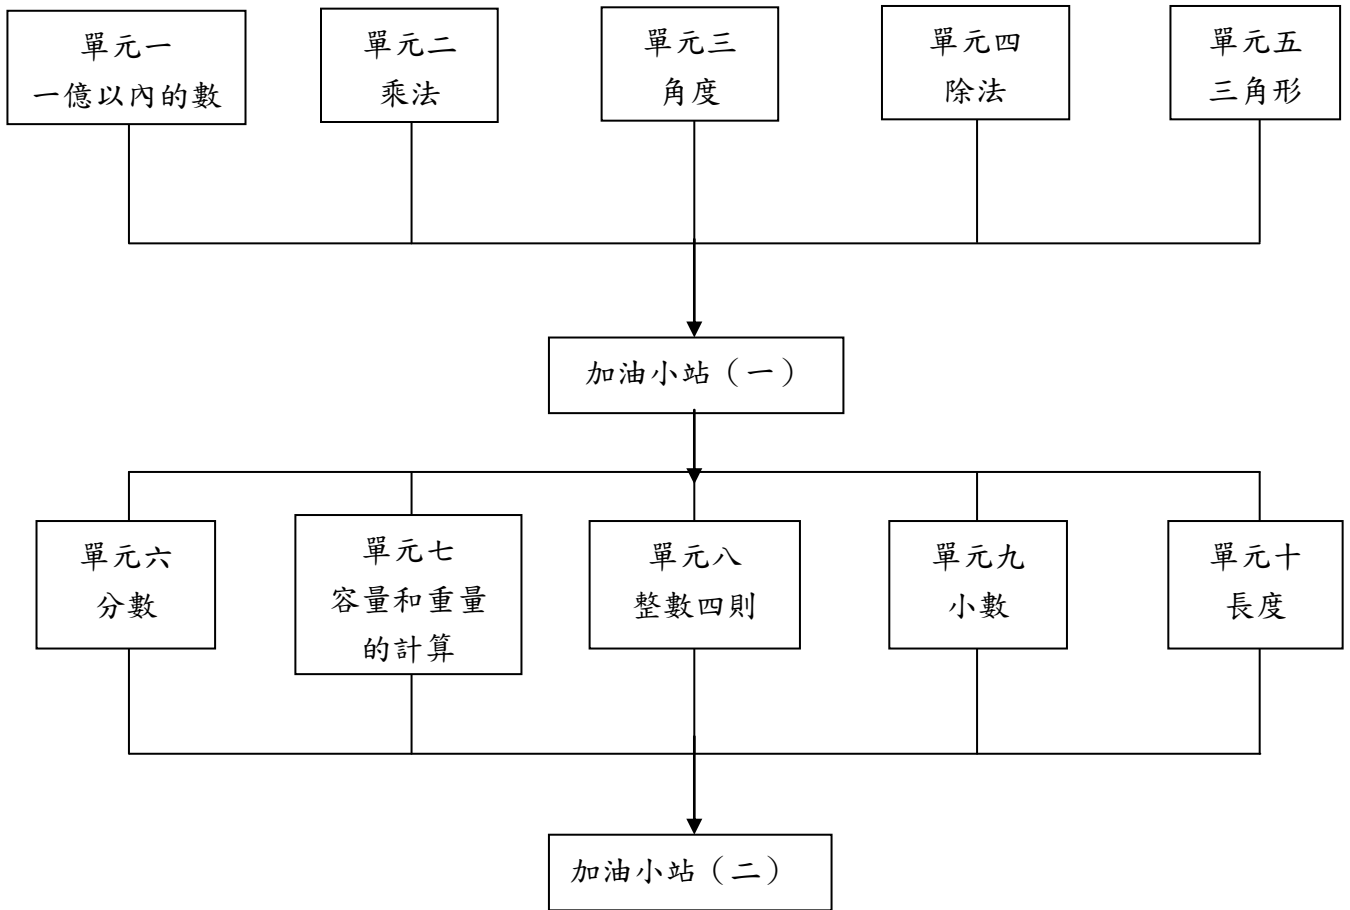 單元一
一億以內的數
單元二
乘法
單元三
角度
單元四
除法
單元五
三角形
加油小站（一）
單元六
分數
單元七
容量和重量
的計算
單元八
整數四則
單元九
小數
單元十
長度
加油小站（二）